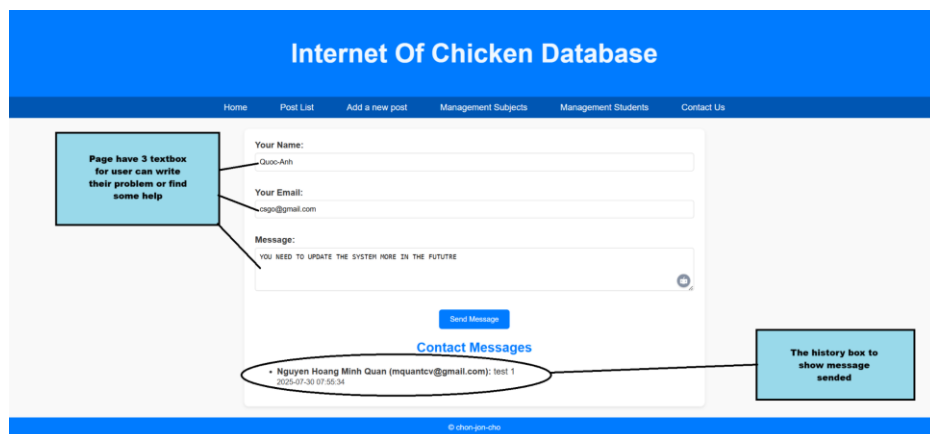 Internet Of Chicken Database
Home Post List Add a new post Management Subjects Management Students Contact Us
Page have 3 textbox
for user can write
their problem or find
some help
Your Name:
Quoc-Anh
Your Email:
csgo@gmail.com
Message:
YOU NEED TO UPDATE THE SYSTEM MORE IN THE FUTUTRE
Send Message
Contact Messages
• Nguyen Hoang Minh Quan (mquantcv@gmail.com): test 1
2025-07-30 07:55:34
The history box to
show message
sended
© chon-jon-cho